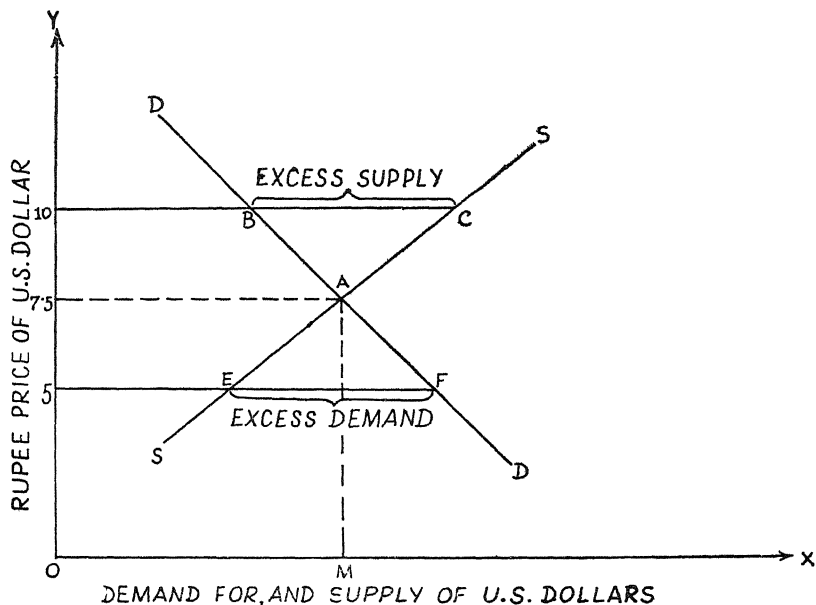 Y
D
S
EXCESS SUPPLY
10
B
C
A
7·5
E
F
5
EXCESS DEMAND
S
D
RUPEE PRICE OF U.S. DOLLAR
O
M
X
DEMAND FOR, AND SUPPLY OF U.S. DOLLARS